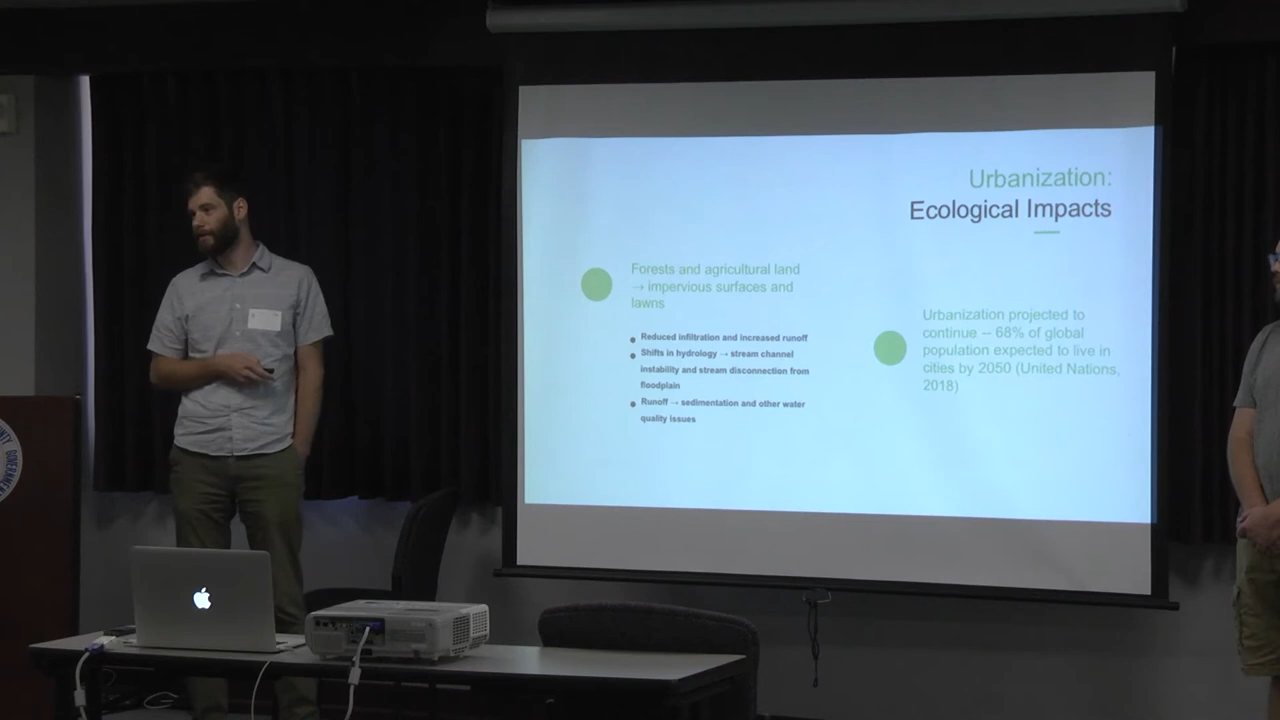 Urbanization:
Ecological Impacts
Forests and agricultural land
→ impervious surfaces and
lawns
Reduced infiltration and increased runoff
Shifts in hydrology → stream channel
instability and stream disconnection from
floodplain
Runoff → sedimentation and other water
quality issues
Urbanization projected to
continue -- 68% of global
population expected to live in
cities by 2050 (United Nations,
2018)